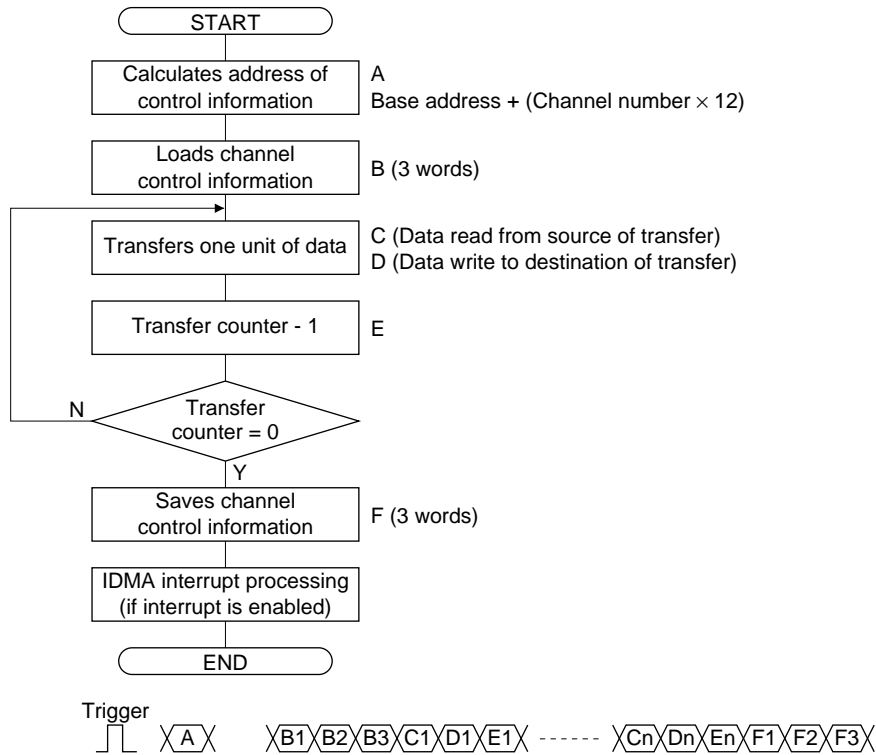 START
Calculates address of
control information
A
Base address + (Channel number × 12)
Loads channel
control information
B (3 words)
Transfers one unit of data
C (Data read from source of transfer)
D (Data write to destination of transfer)
Transfer counter - 1
E
N
Transfer
counter = 0
Y
Saves channel
control information
F (3 words)
IDMA interrupt processing
(if interrupt is enabled)
END
Trigger
A B1 B2 B3 C1 D1 E1 Cn Dn En F1 F2 F3